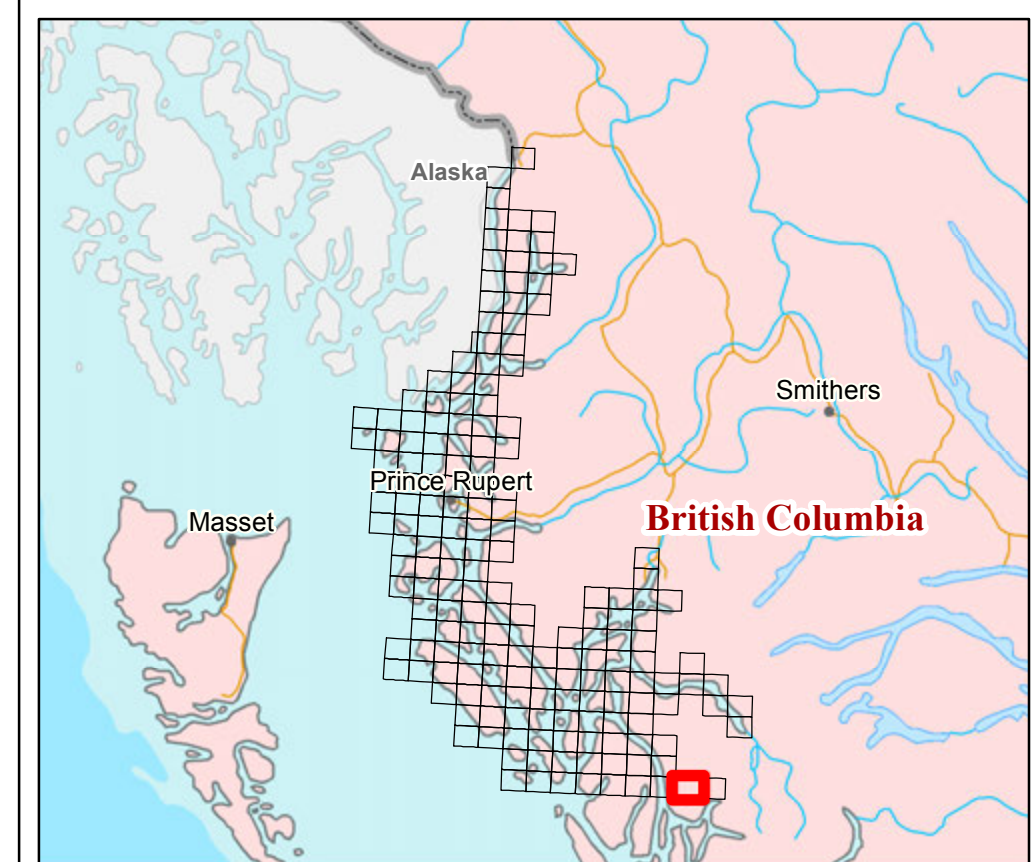 Alaska
Smithers
Prince Rupert
British Columbia
Masset